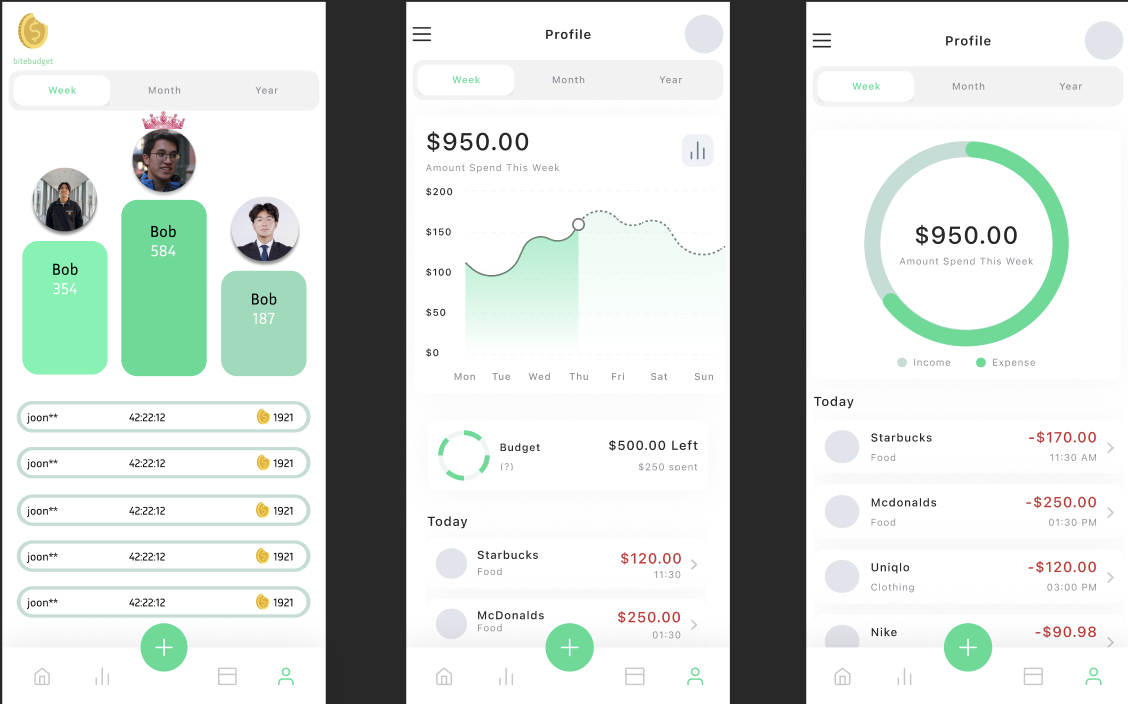 bitebudget
Week Month Year
Bob
584
Bob
354
Bob
187
joon** 42:22:12 1921
joon** 42:22:12 1921
joon** 42:22:12 1921
joon** 42:22:12 1921
joon** 42:22:12 1921
Profile
Week Month Year
$950.00
Amount Spend This Week
$200
$150
$100
$50
$0
Mon Tue Wed Thu Fri Sat Sun
Budget $500.00 Left
(?) $250 spent
Today
Starbucks $120.00
Food 11:30
McDonalds $250.00
Food 01:30
Profile
Week Month Year
$950.00
Amount Spend This Week
Income Expense
Today
Starbucks -$170.00
Food 11:30 AM
Mcdonalds -$250.00
Food 01:30 PM
Uniqlo -$120.00
Clothing 03:00 PM
Nike -$90.98